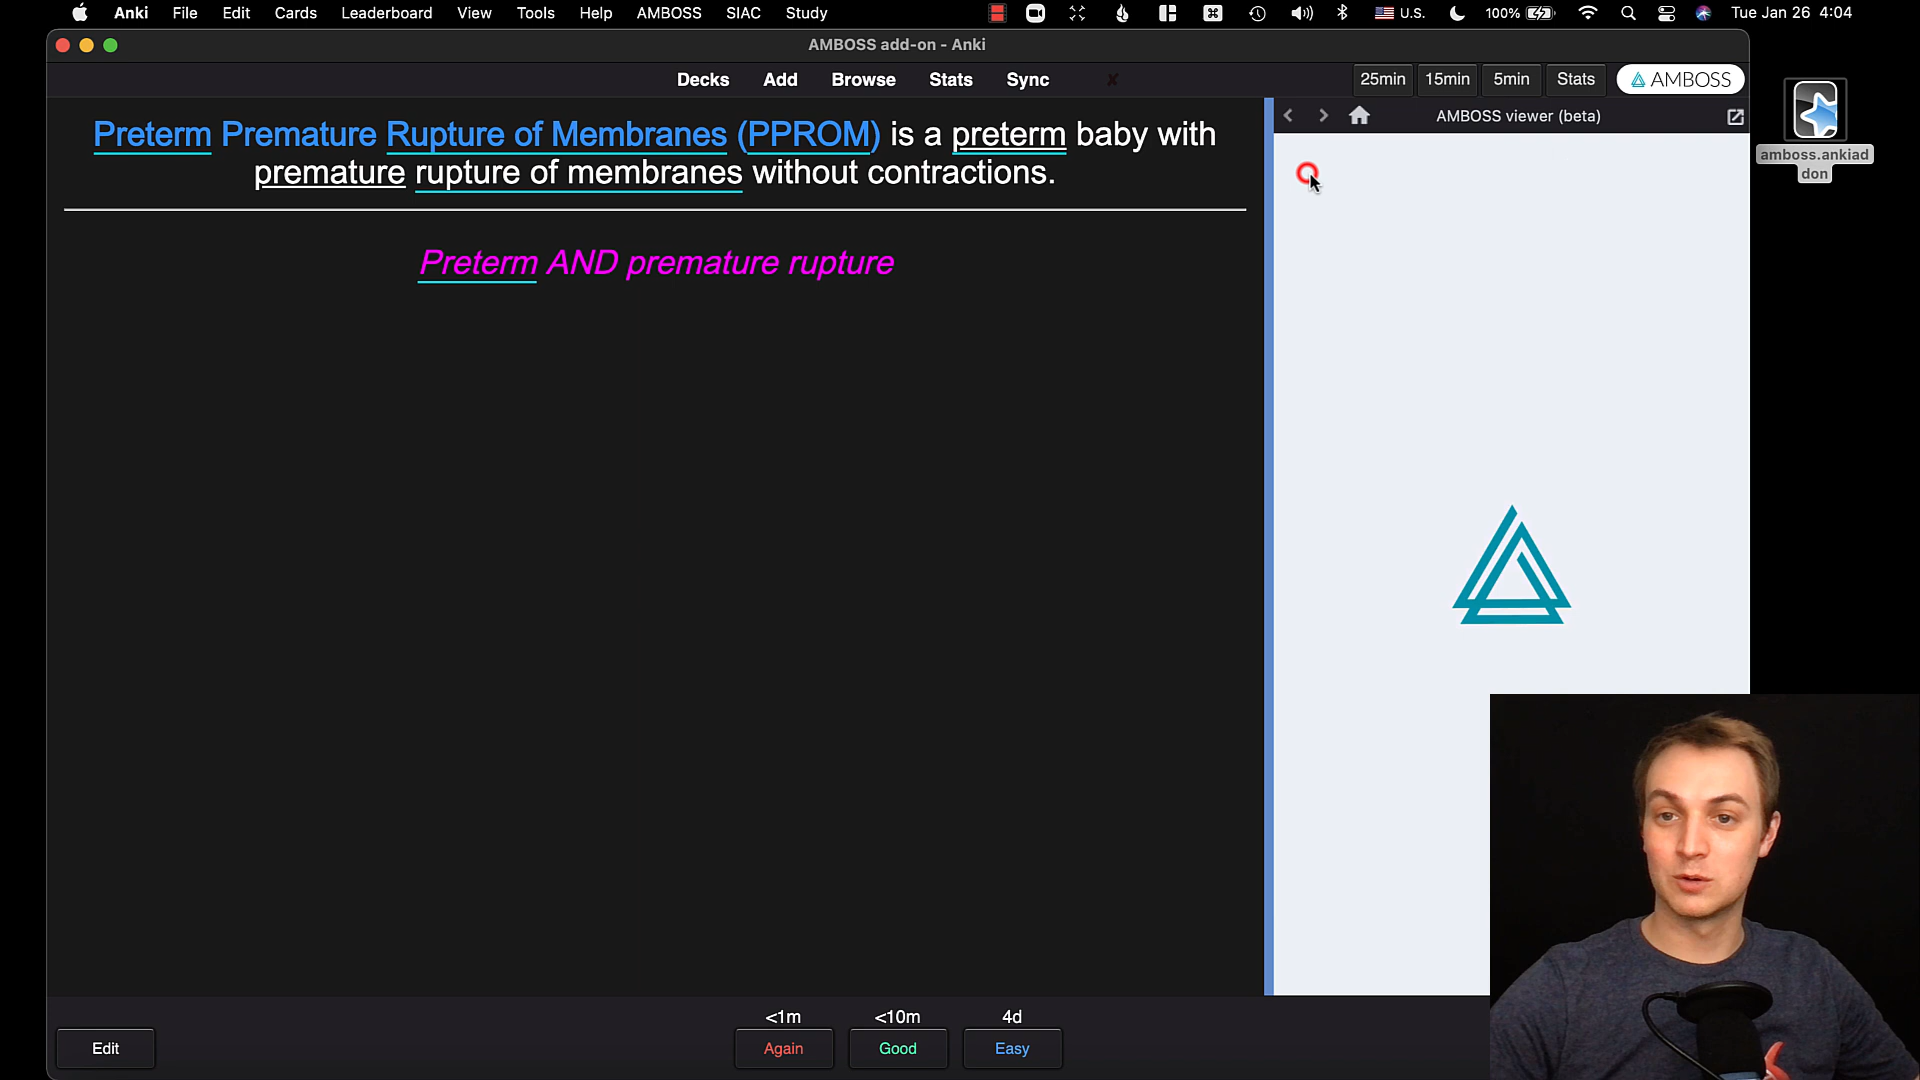 Anki File Edit Cards Leaderboard View Tools Help AMBOSS SIAC Study U.S. 100% Tue Jan 26 4:04
AMBOSS add-on - Anki
Decks Add Browse Stats Sync ✘ 25min 15min 5min Stats AMBOSS
AMBOSS viewer (beta)
Preterm Premature Rupture of Membranes (PPROM) is a preterm baby with
premature rupture of membranes without contractions.
Preterm AND premature rupture
amboss.ankiad
don
<1m <10m 4d
Edit Again Good Easy